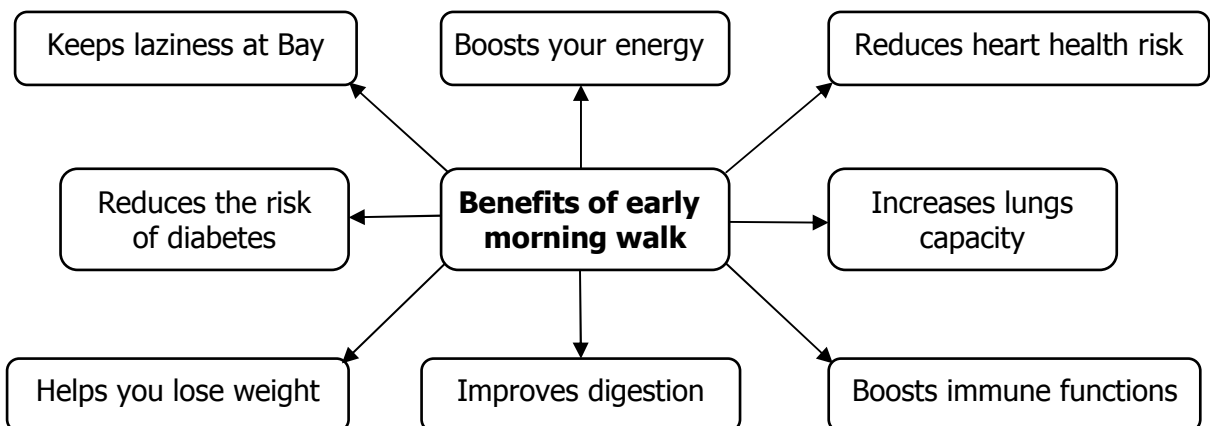 Keeps laziness at Bay
Boosts your energy
Reduces heart health risk
Reduces the risk
of diabetes
Benefits of early
morning walk
Increases lungs
capacity
Helps you lose weight
Improves digestion
Boosts immune functions